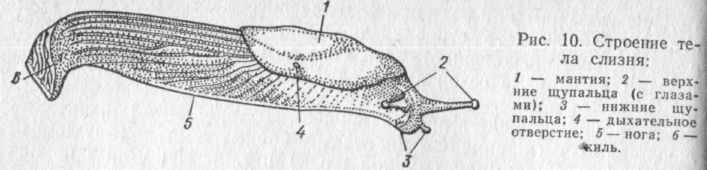 1
2
3
4
5
6
Рис. 10. Строение те-
ла слизня:
1 — мантия; 2 — верх-
ние щупальца (с глаза-
ми); 3 — нижние щу-
пальца; 4 — дыхательное
отверстие; 5 — нога; 6 —
киль.